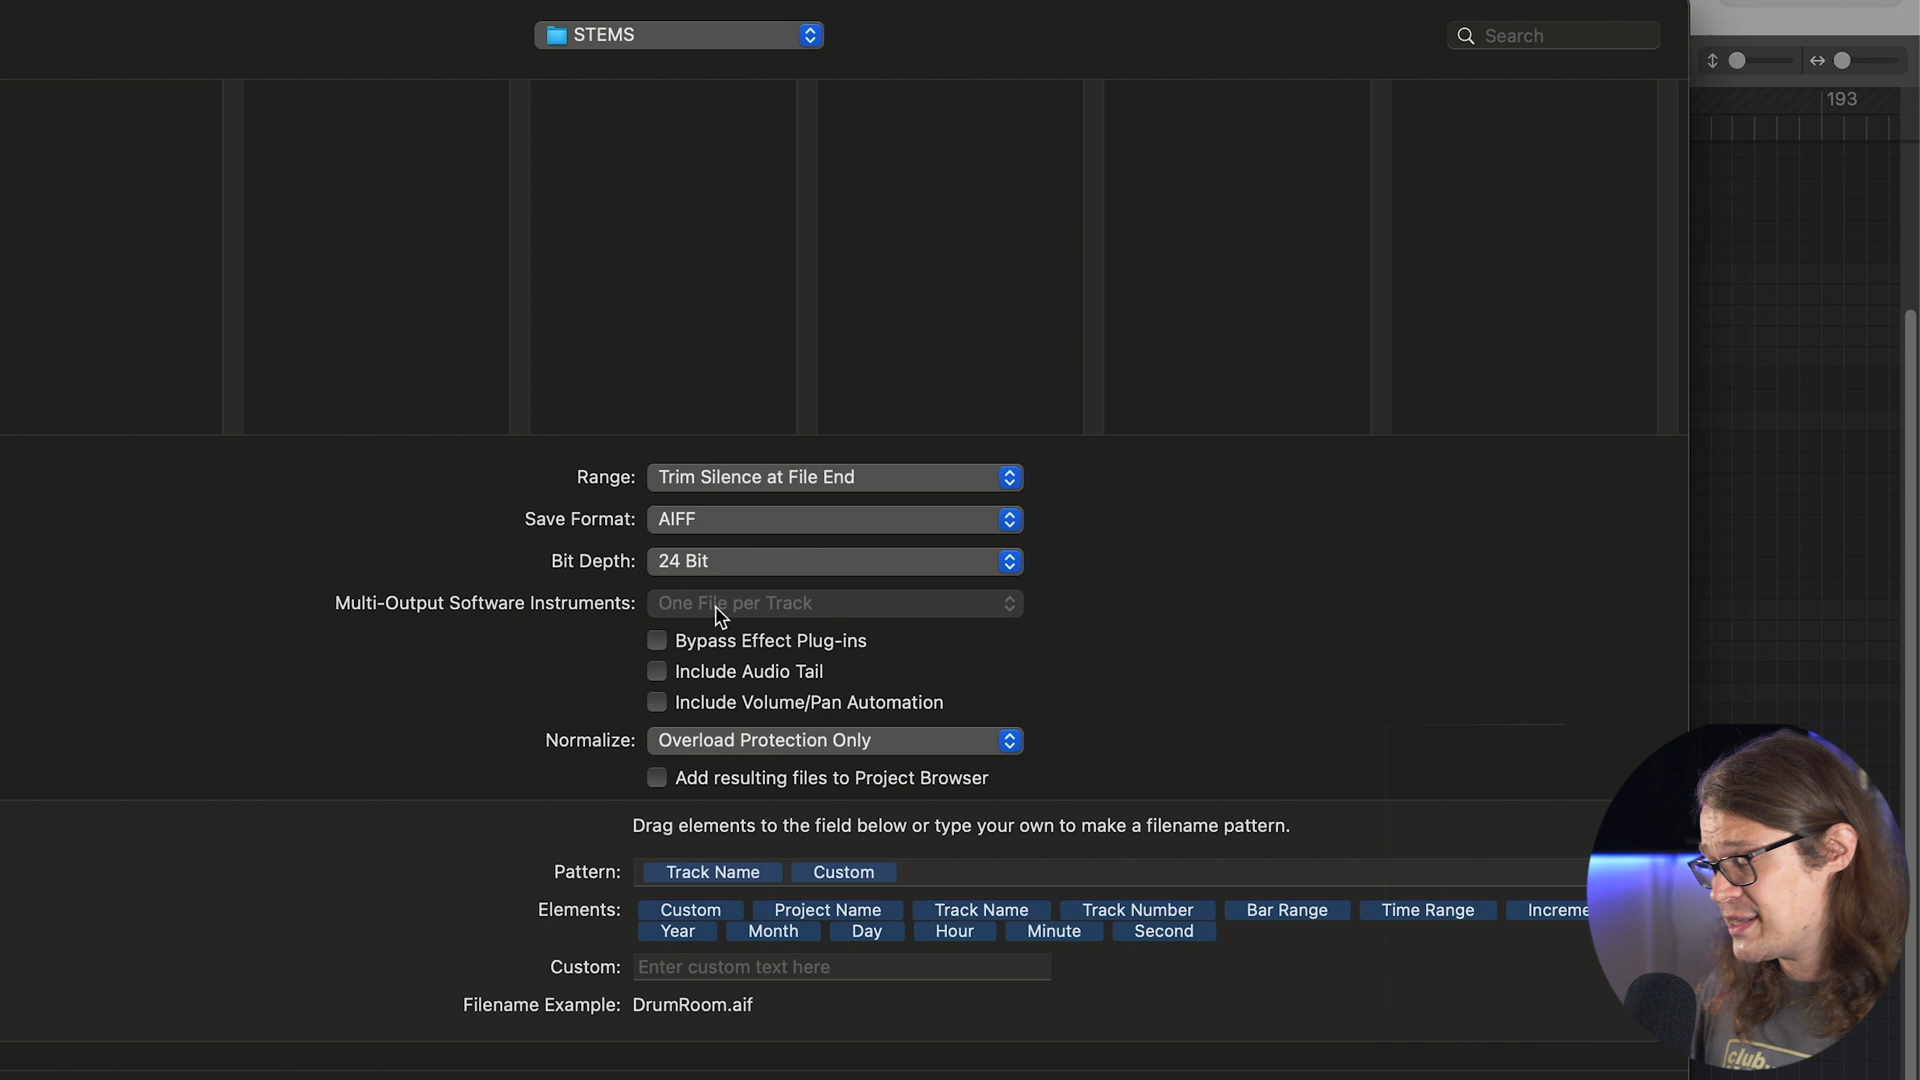 STEMS
Search
193
Range: Trim Silence at File End
Save Format: AIFF
Bit Depth: 24 Bit
Multi-Output Software Instruments: One File per Track
Bypass Effect Plug-ins
Include Audio Tail
Include Volume/Pan Automation
Normalize: Overload Protection Only
Add resulting files to Project Browser
Drag elements to the field below or type your own to make a filename pattern.
Pattern: Track Name Custom
Elements: Custom Project Name Track Name Track Number Bar Range Time Range Increme
Year Month Day Hour Minute Second
Custom: Enter custom text here
Filename Example: DrumRoom.aif
club.